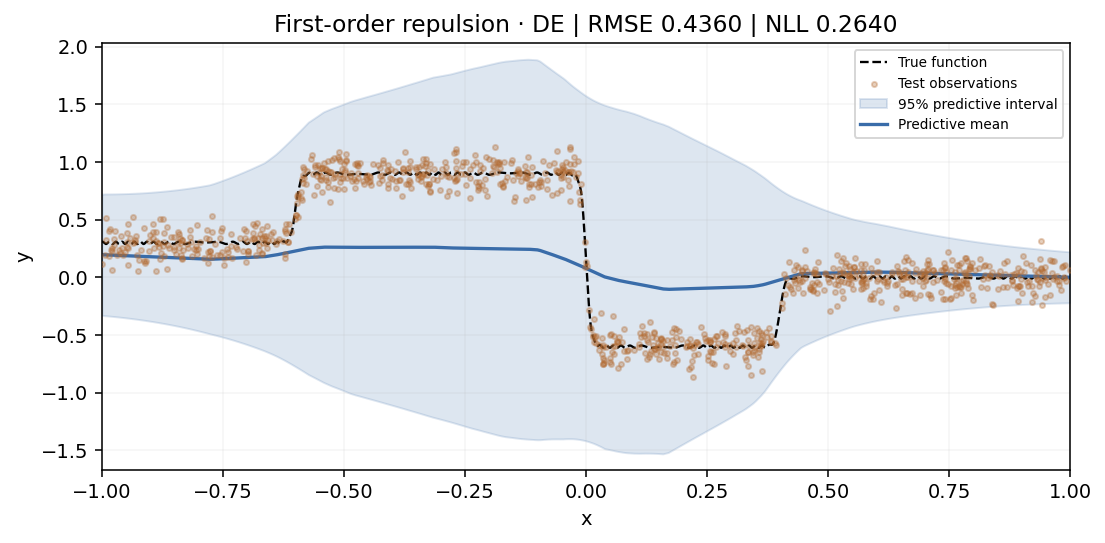 First-order repulsion · DE | RMSE 0.4360 | NLL 0.2640
2.0
1.5
1.0
0.5
0.0
−0.5
−1.0
−1.5
y
True function
Test observations
95% predictive interval
Predictive mean
−1.00 −0.75 −0.50 −0.25 0.00 0.25 0.50 0.75 1.00
x